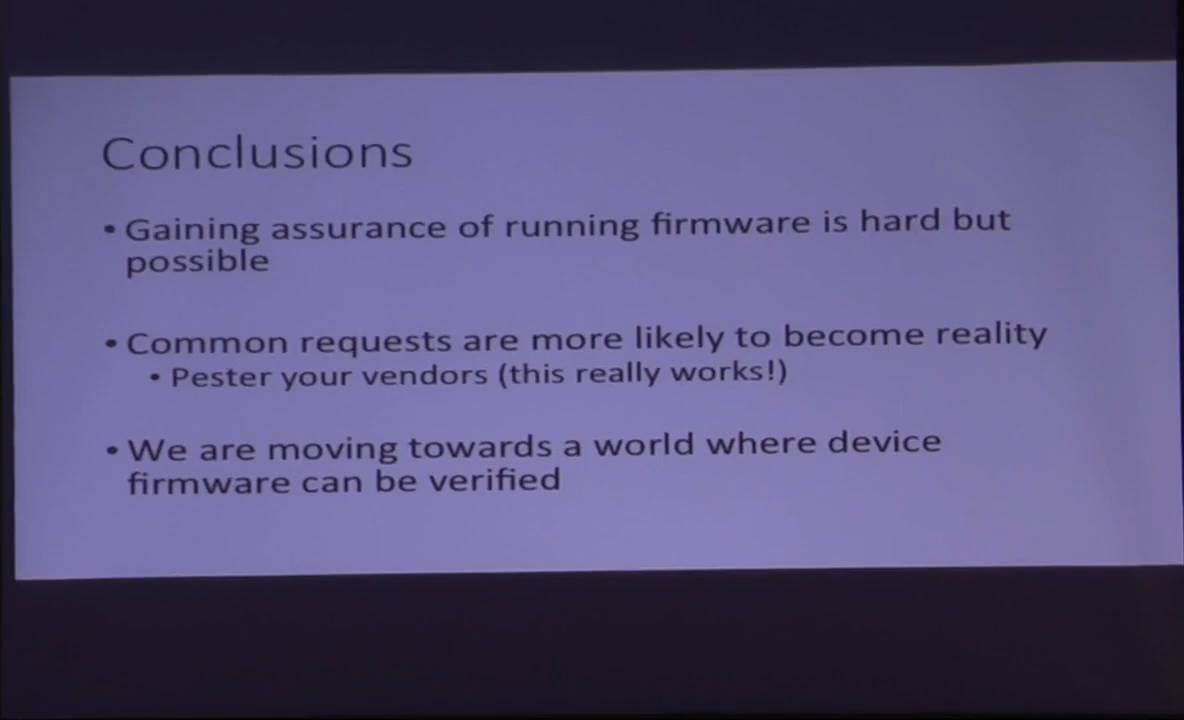 Conclusions
• Gaining assurance of running firmware is hard but
possible
• Common requests are more likely to become reality
• Pester your vendors (this really works!)
• We are moving towards a world where device
firmware can be verified